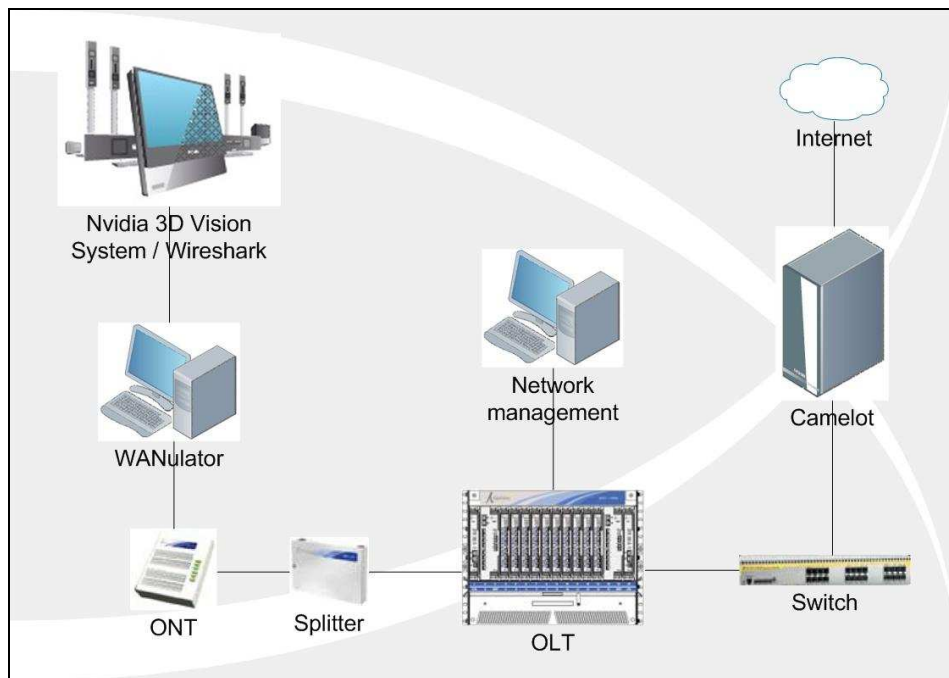 Internet
Nvidia 3D Vision
System / Wireshark
Network
management
Camelot
WANulator
ONT
Splitter
OLT
Switch